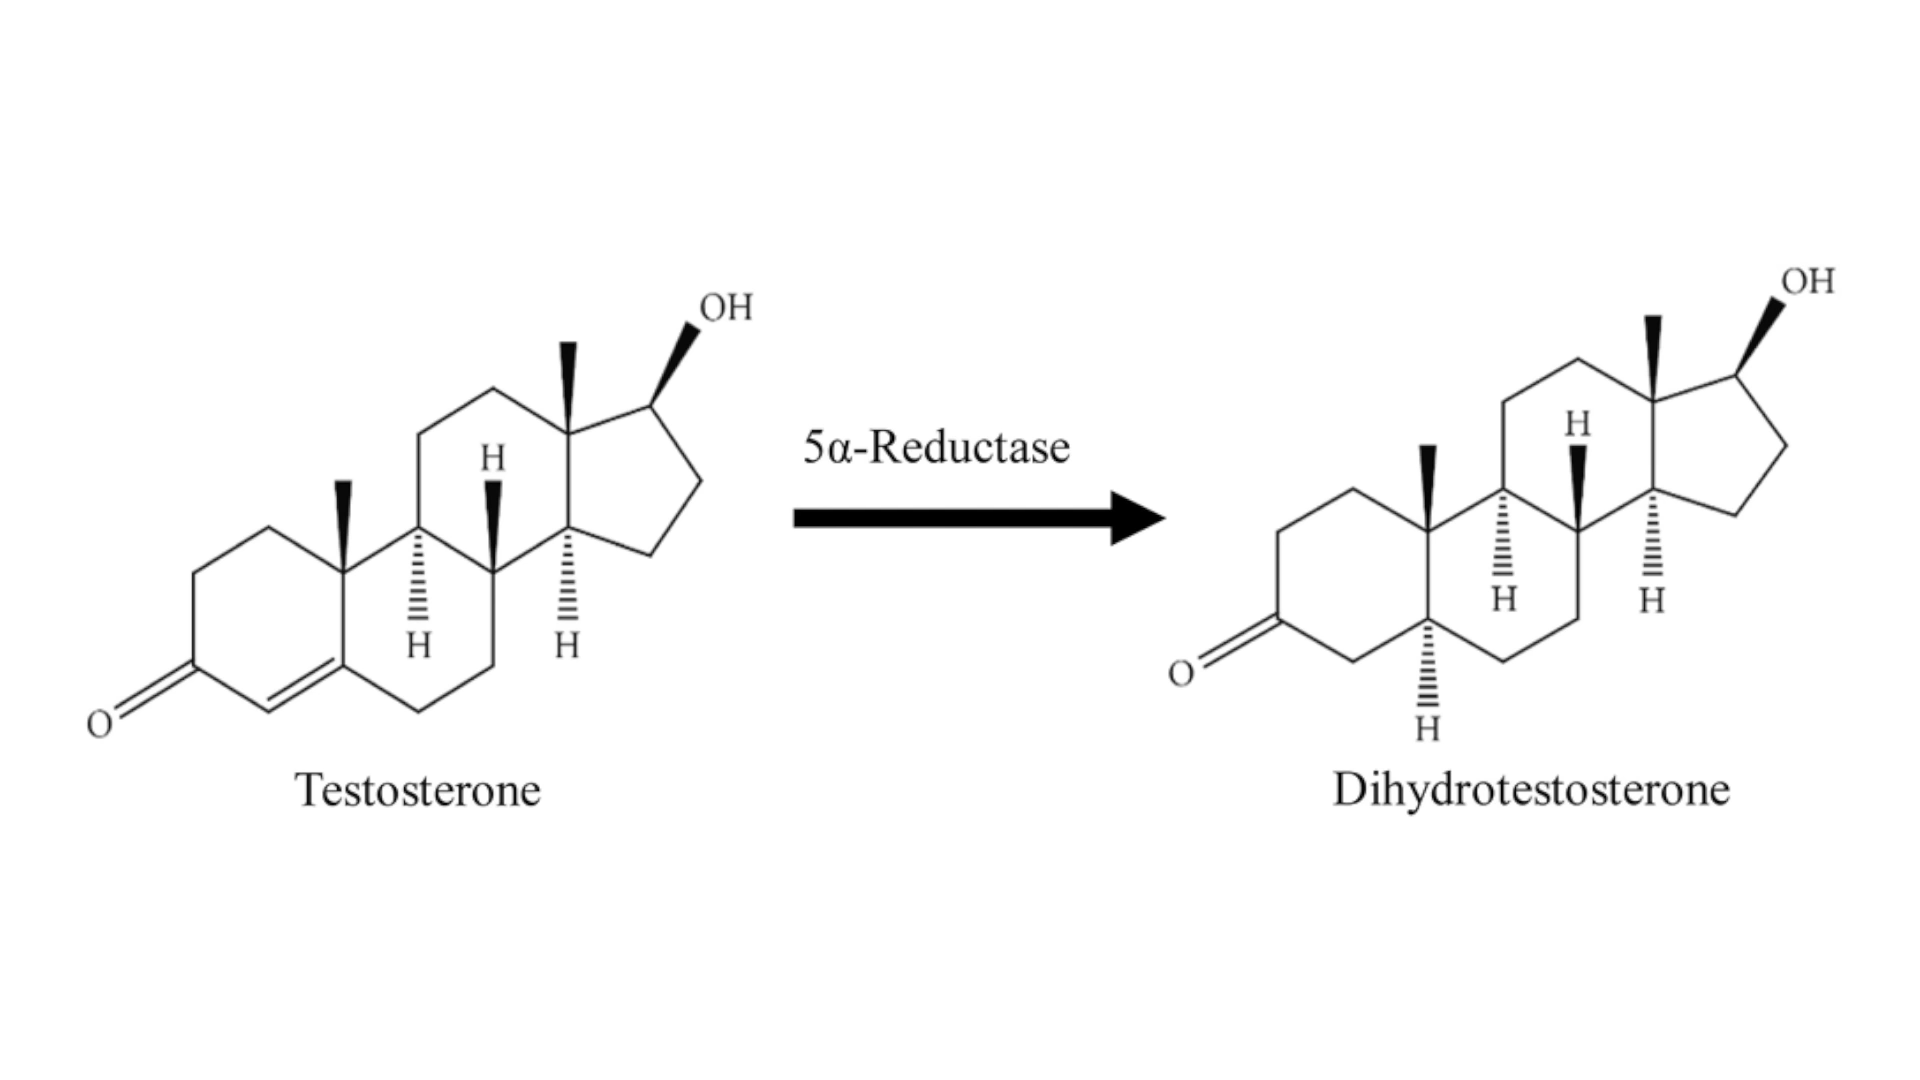 OH
H
H
H
O
Testosterone
5α-Reductase
OH
H
H
H
O
H
Dihydrotestosterone